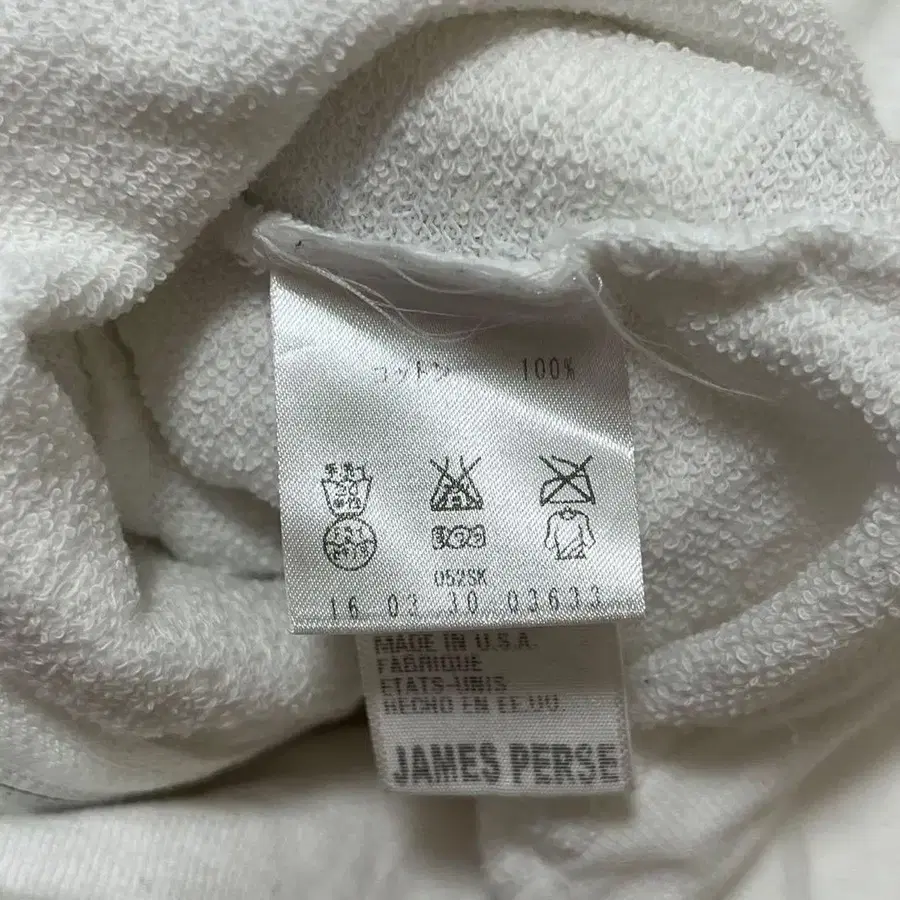 コットン 100%
052SK
16 03 30 03633
MADE IN U.S.A.
FABRIQUE
ETATS-UNIS
HECHO EN EE.UU.
JAMES PERSE